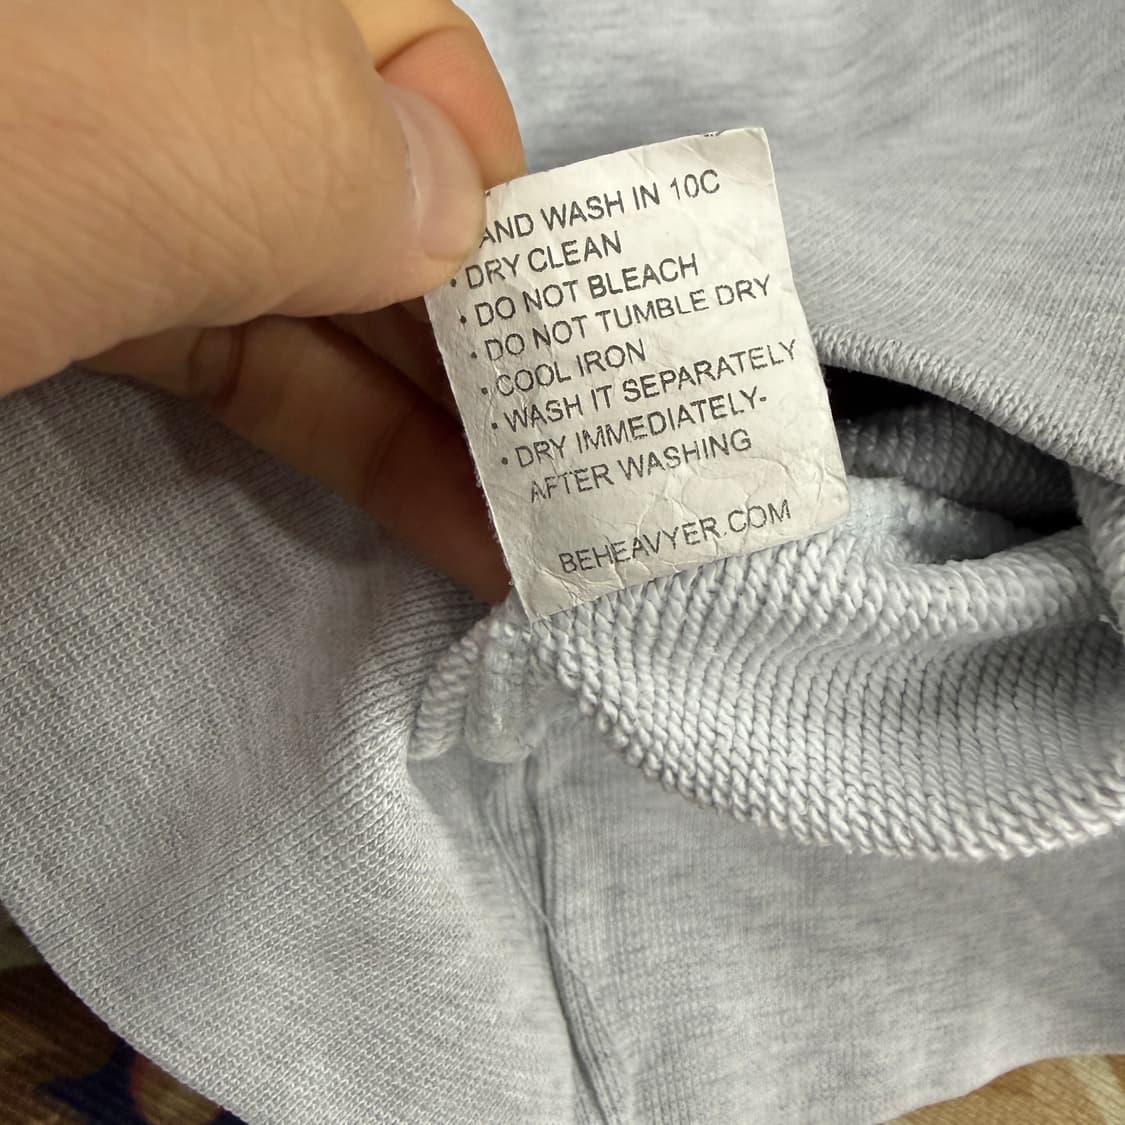 AND WASH IN 10C
• DRY CLEAN
• DO NOT BLEACH
• DO NOT TUMBLE DRY
• COOL IRON
• WASH IT SEPARATELY
• DRY IMMEDIATELY-
AFTER WASHING
BEHEAVYER.COM